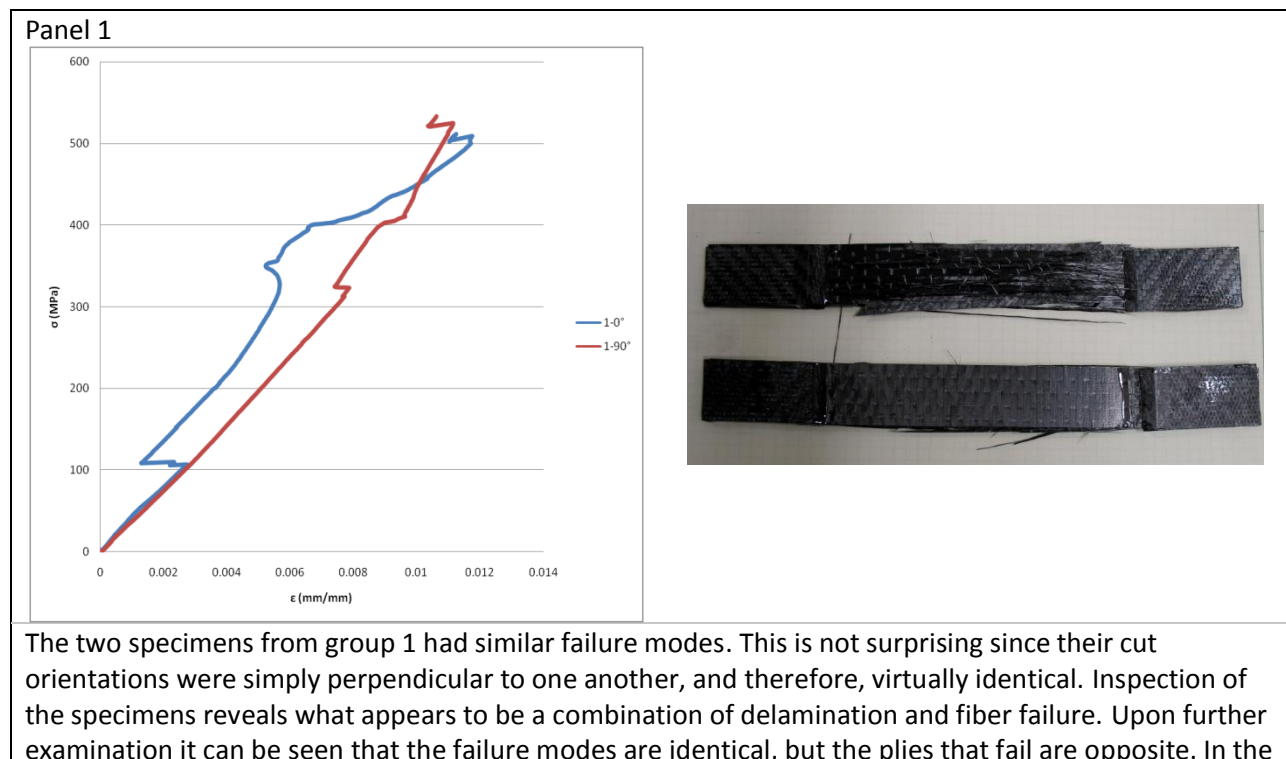 Panel 1
600
500
400
300
200
100
0
σ (MPa)
0 0.002 0.004 0.006 0.008 0.01 0.012 0.014
ε (mm/mm)
1-0°
1-90°
The two specimens from group 1 had similar failure modes. This is not surprising since their cut
orientations were simply perpendicular to one another, and therefore, virtually identical. Inspection of
the specimens reveals what appears to be a combination of delamination and fiber failure. Upon further
examination it can be seen that the failure modes are identical, but the plies that fail are opposite. In the